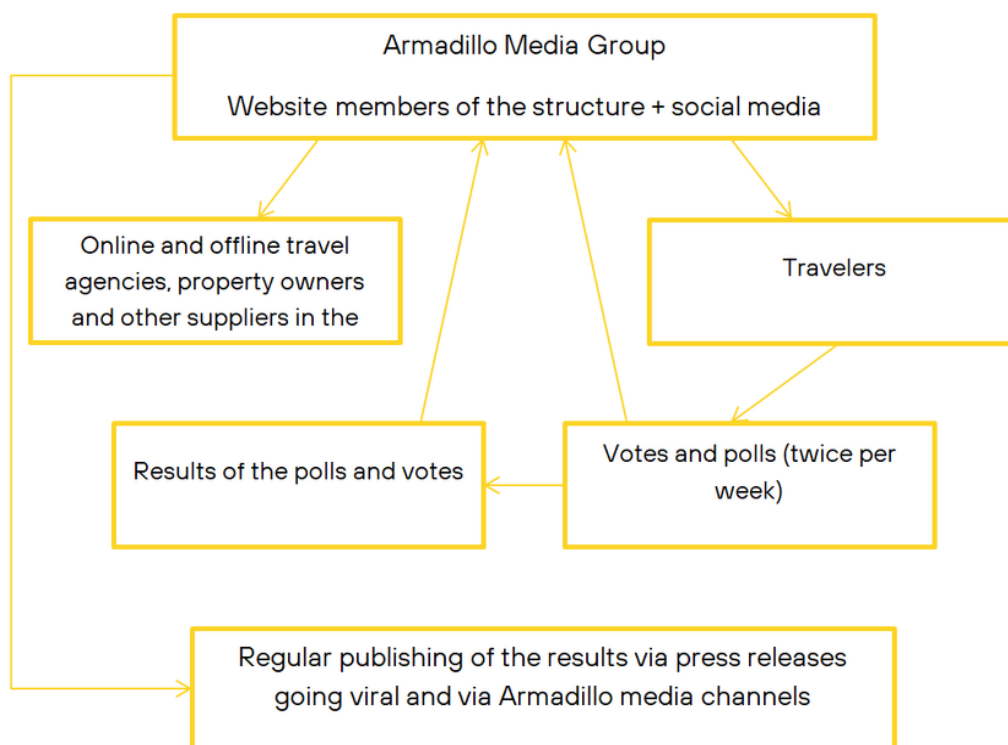 Armadillo Media Group
Website members of the structure + social media
Online and offline travel
agencies, property owners
and other suppliers in the
Travelers
Results of the polls and votes
Votes and polls (twice per
week)
Regular publishing of the results via press releases
going viral and via Armadillo media channels